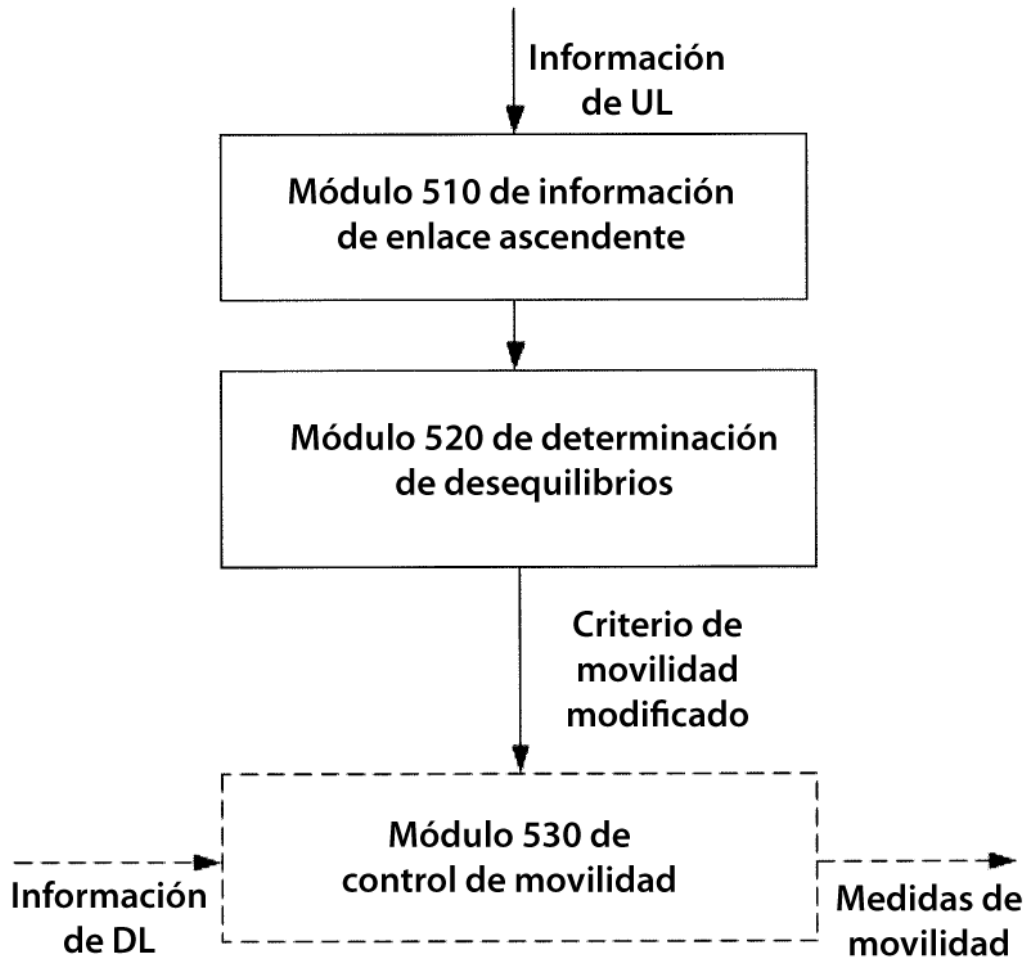 Información
de UL
Módulo 510 de información
de enlace ascendente
Módulo 520 de determinación
de desequilibrios
Criterio de
movilidad
modificado
Módulo 530 de
control de movilidad
Información
de DL
Medidas de
movilidad